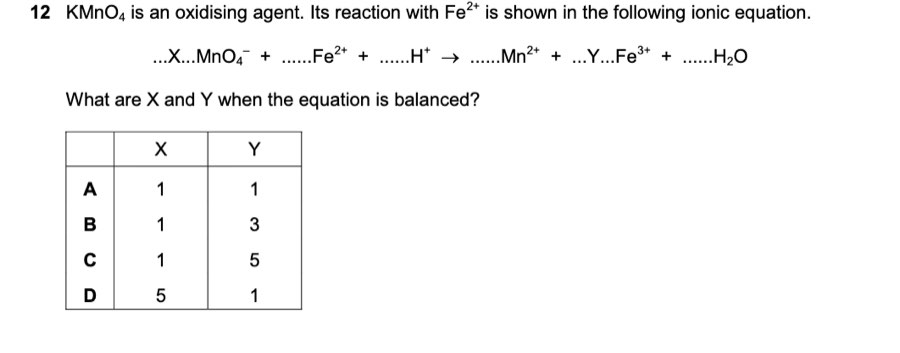 12 KMnO₄ is an oxidising agent. Its reaction with Fe²⁺ is shown in the following ionic equation.
...X...MnO₄⁻ + ......Fe²⁺ + ......H⁺ → ......Mn²⁺ + ...Y...Fe³⁺ + ......H₂O
What are X and Y when the equation is balanced?
X Y
A 1 1
B 1 3
C 1 5
D 5 1